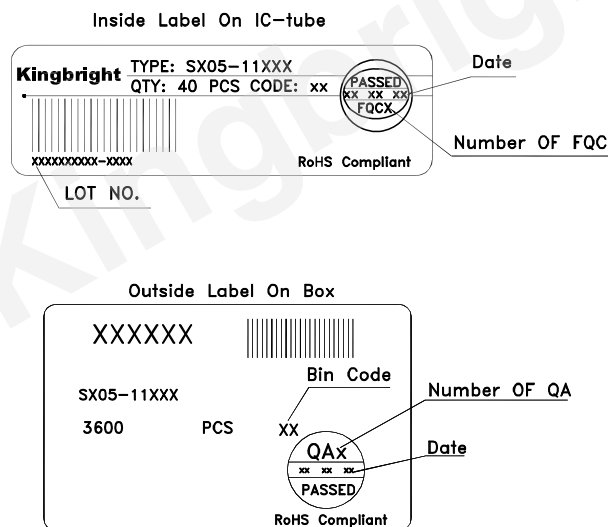 Inside Label On IC-tube
Kingbright
TYPE: SX05-11XXX
QTY: 40 PCS CODE: xx
PASSED
xx xx xx
FQCX
Date
Number OF FQC
xxxxxxxxxx-xxxx
RoHS Compliant
LOT NO.
Outside Label On Box
XXXXXX
Bin Code
SX05-11XXX
3600 PCS XX
Number OF QA
QAx
Date
xx xx xx
PASSED
RoHS Compliant
Kingbright